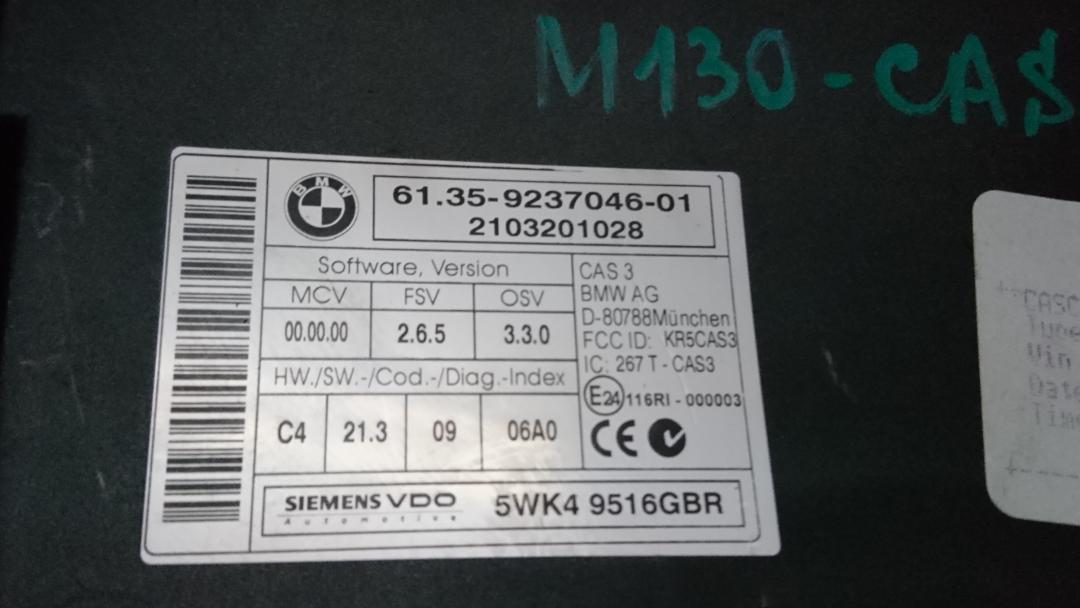 M130-CAS
BMW
61.35-9237046-01
2103201028
Software, Version
MCV FSV OSV
00.00.00 2.6.5 3.3.0
HW./SW.-/Cod.-/Diag.-Index
C4 21.3 09 06A0
CAS 3
BMW AG
D-80788München
FCC ID: KR5CAS3
IC: 267 T - CAS3
E24 116RI - 000003
CE
SIEMENS VDO
Automotive
5WK4 9516GBR
Vin